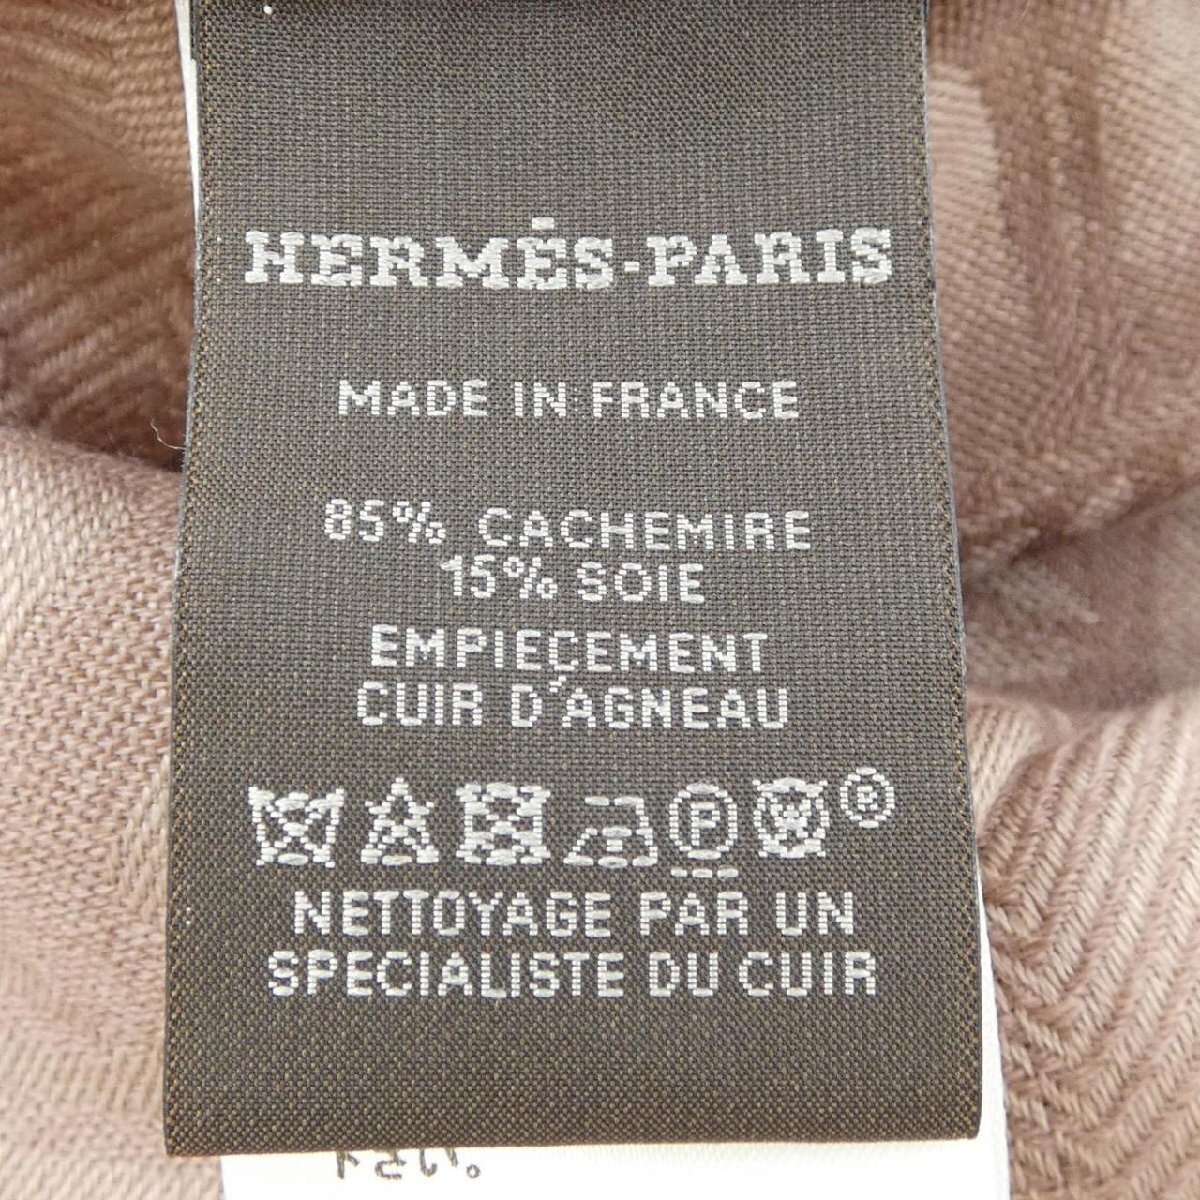 HERMÈS-PARIS
MADE IN FRANCE
85% CACHEMIRE
15% SOIE
EMPIEÇEMENT
CUIR D'AGNEAU
P P
NETTOYAGE PAR UN
SPECIALISTE DU CUIR